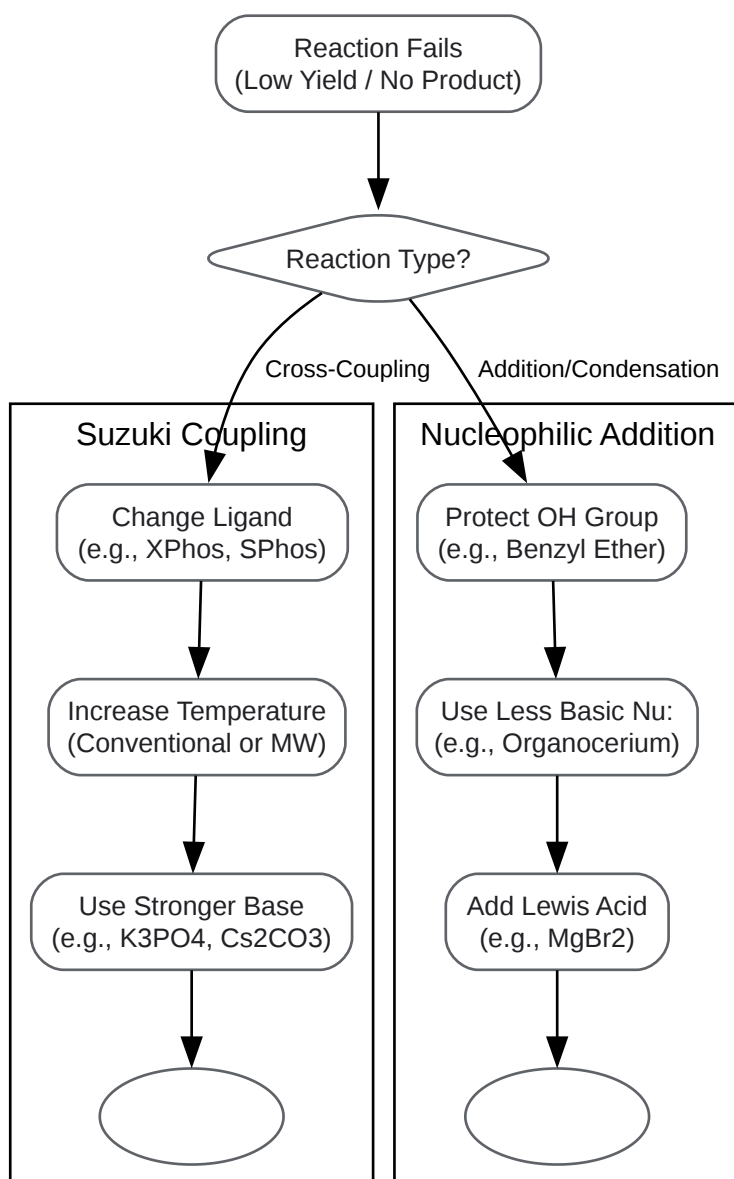 Reaction Fails
(Low Yield / No Product)
Reaction Type?
Cross-Coupling
Addition/Condensation
Suzuki Coupling
Change Ligand
(e.g., XPhos, SPhos)
Increase Temperature
(Conventional or MW)
Use Stronger Base
(e.g., K3PO4, Cs2CO3)
Nucleophilic Addition
Protect OH Group
(e.g., Benzyl Ether)
Use Less Basic Nu:
(e.g., Organocerium)
Add Lewis Acid
(e.g., MgBr2)